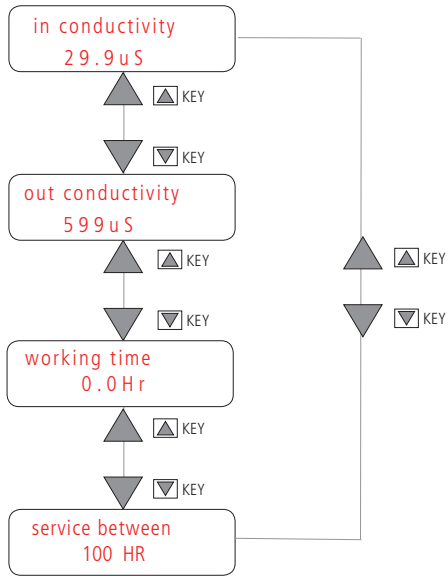 in conductivity
29.9uS
KEY
KEY
out conductivity
599uS
KEY
KEY
KEY
KEY
working time
0.0Hr
KEY
KEY
service between
100 HR